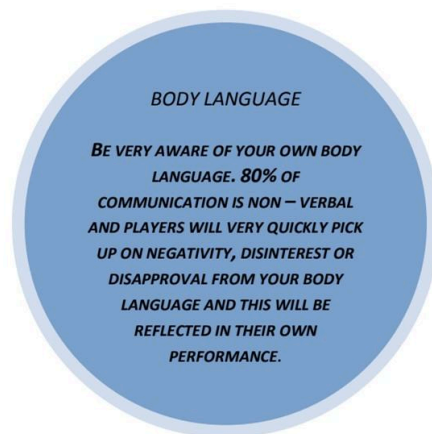 BODY LANGUAGE
BE VERY AWARE OF YOUR OWN BODY
LANGUAGE. 80% OF
COMMUNICATION IS NON – VERBAL
AND PLAYERS WILL VERY QUICKLY PICK
UP ON NEGATIVITY, DISINTEREST OR
DISAPPROVAL FROM YOUR BODY
LANGUAGE AND THIS WILL BE
REFLECTED IN THEIR OWN
PERFORMANCE.